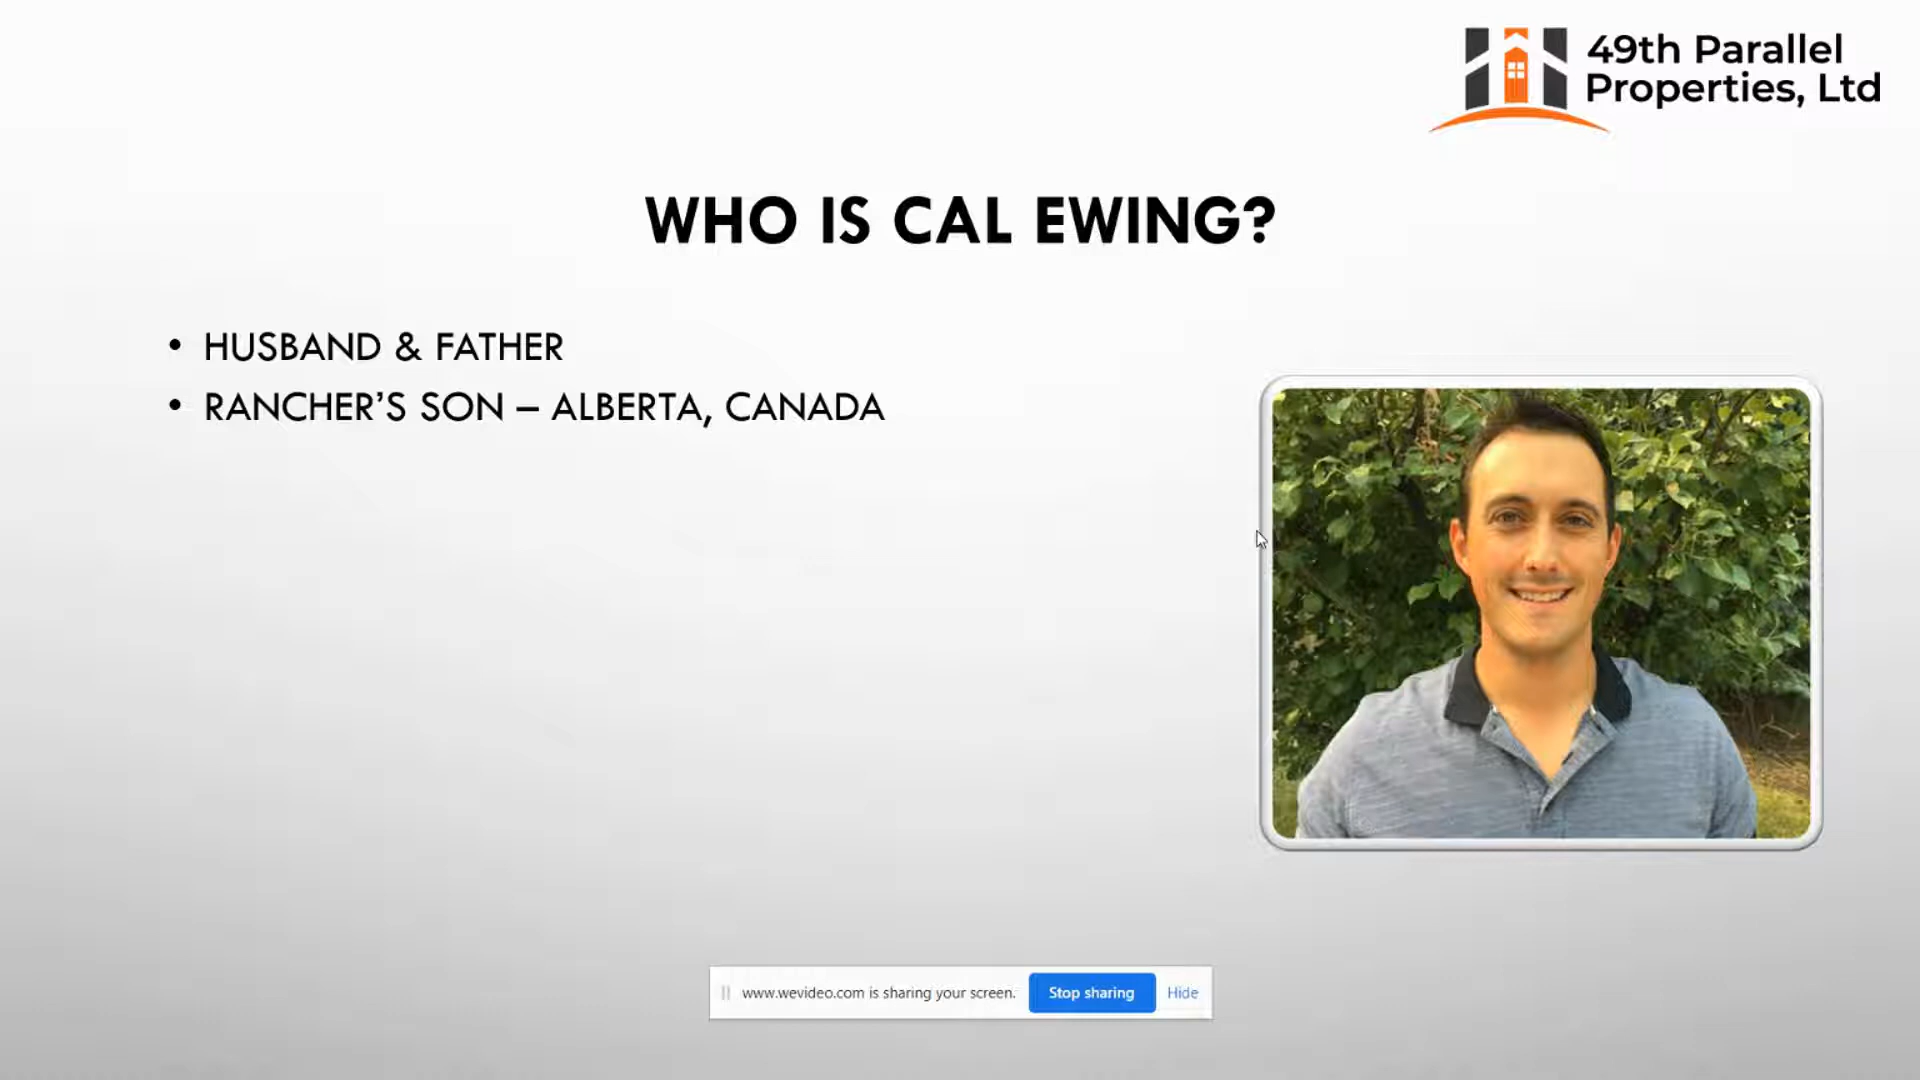 49th Parallel
Properties, Ltd
WHO IS CAL EWING?
• HUSBAND & FATHER
• RANCHER’S SON – ALBERTA, CANADA
www.wevideo.com is sharing your screen. Stop sharing Hide